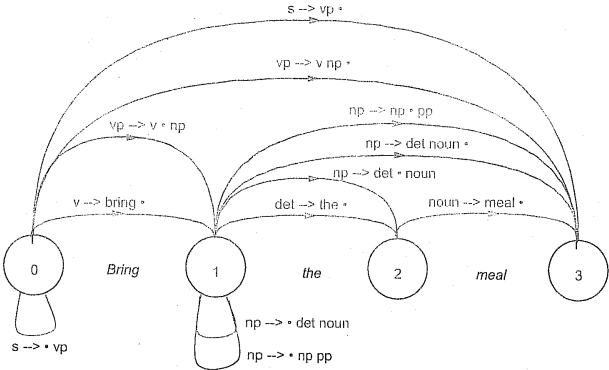 s --> vp •
vp --> v np •
np --> np • pp
vp --> v • np
np --> det noun •
np --> det • noun
v --> bring •
det --> the •
noun --> meal •
0 Bring 1 the 2 meal 3
np --> • det noun
s --> • vp
np --> • np pp